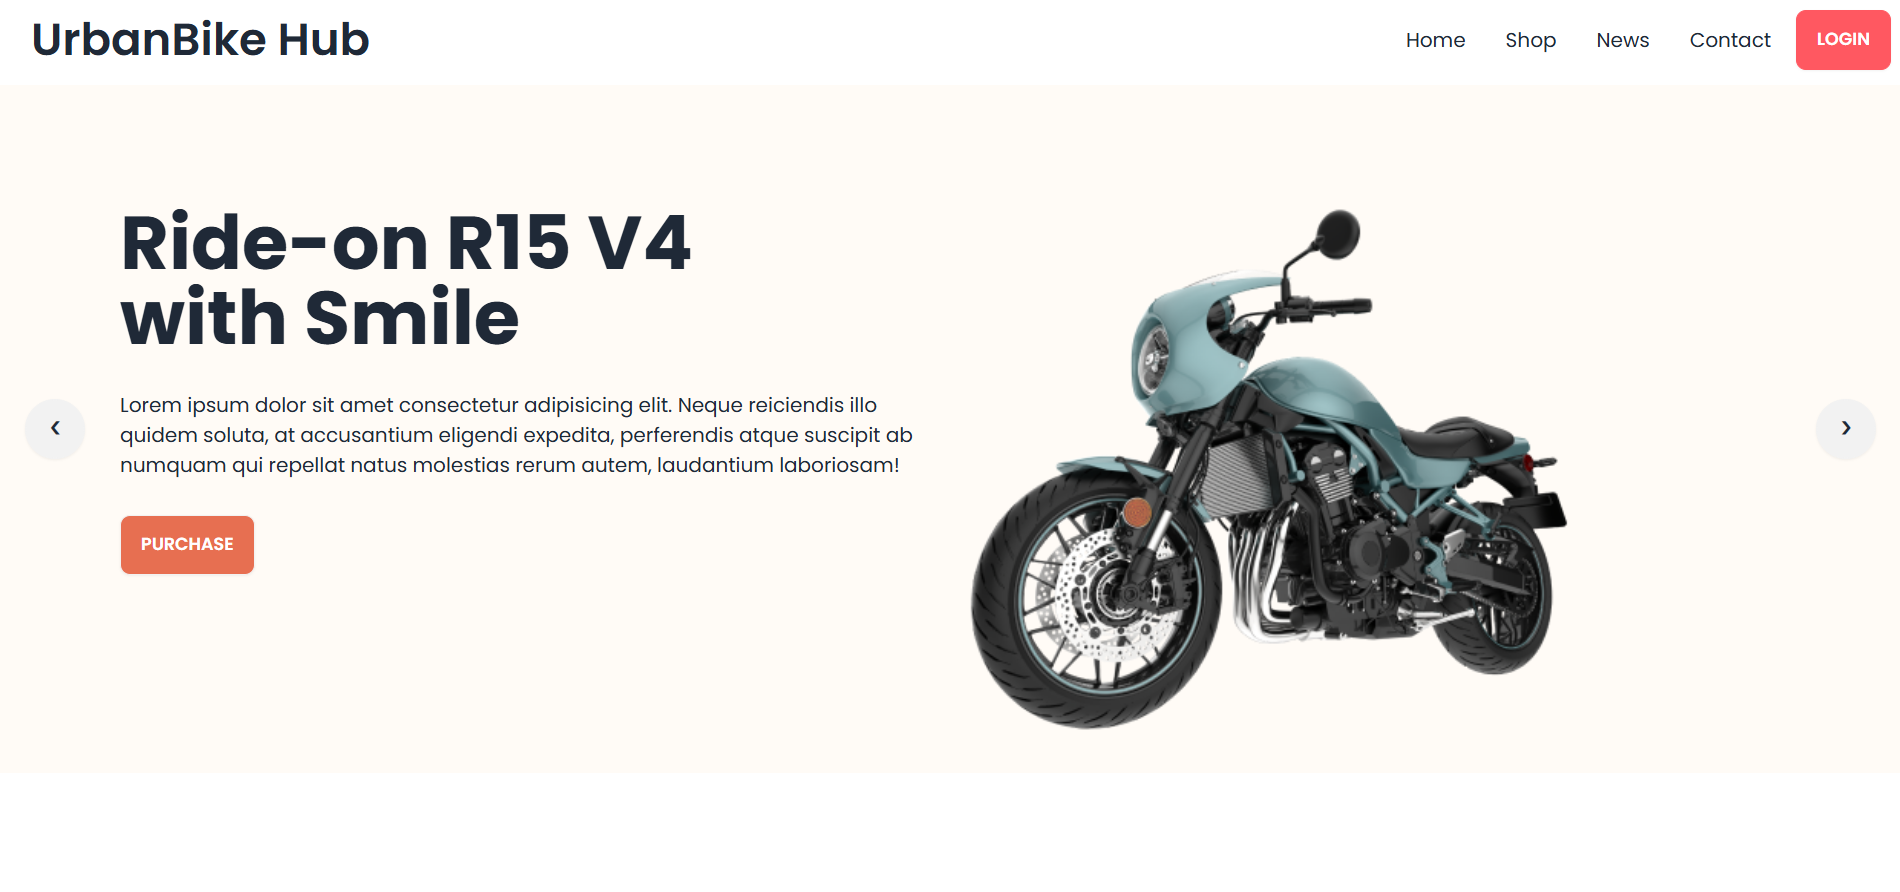 UrbanBike Hub
Home Shop News Contact LOGIN
Ride-on R15 V4
with Smile
Lorem ipsum dolor sit amet consectetur adipisicing elit. Neque reiciendis illo
quidem soluta, at accusantium eligendi expedita, perferendis atque suscipit ab
numquam qui repellat natus molestias rerum autem, laudantium laboriosam!
❮
❯
PURCHASE